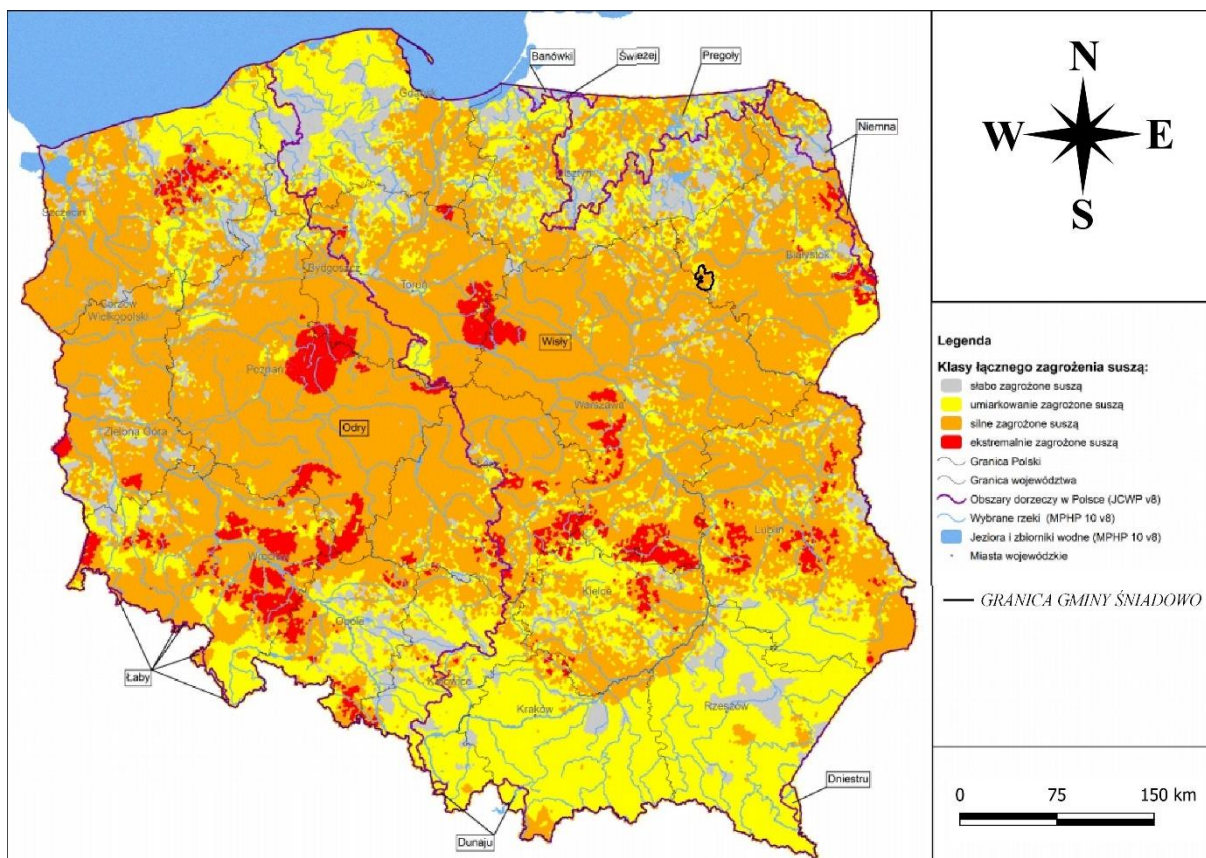 Banówki
Świeżej
Pregoły
Gdańsk
Niemna
Olsztyn
Szczecin
Białystok
Bydgoszcz
Toruń
Gorzów
Wielkopolski
Wisły
Poznań
Warszawa
Odry
Zielona Góra
Lublin
Wrocław
Kielce
Opole
Łaby
Katowice
Kraków
Rzeszów
Dniestru
Dunaju
N
W E
S
Legenda
Klasy łącznego zagrożenia suszą:
słabo zagrożone suszą
umiarkowanie zagrożone suszą
silne zagrożone suszą
ekstremalnie zagrożone suszą
Granica Polski
Granica województwa
Obszary dorzeczy w Polsce (JCWP v8)
Wybrane rzeki (MPHP 10 v8)
Jeziora i zbiorniki wodne (MPHP 10 v8)
Miasta wojewódzkie
GRANICA GMINY ŚNIADOWO
0 75 150 km